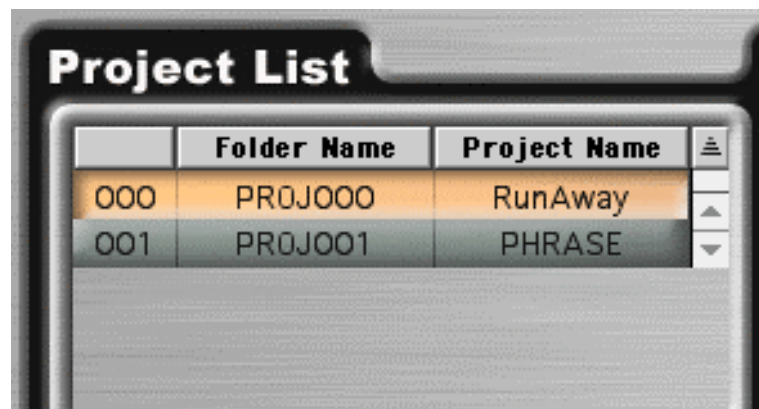 Project List
Folder Name Project Name
000 PROJ000 RunAway
001 PROJ001 PHRASE